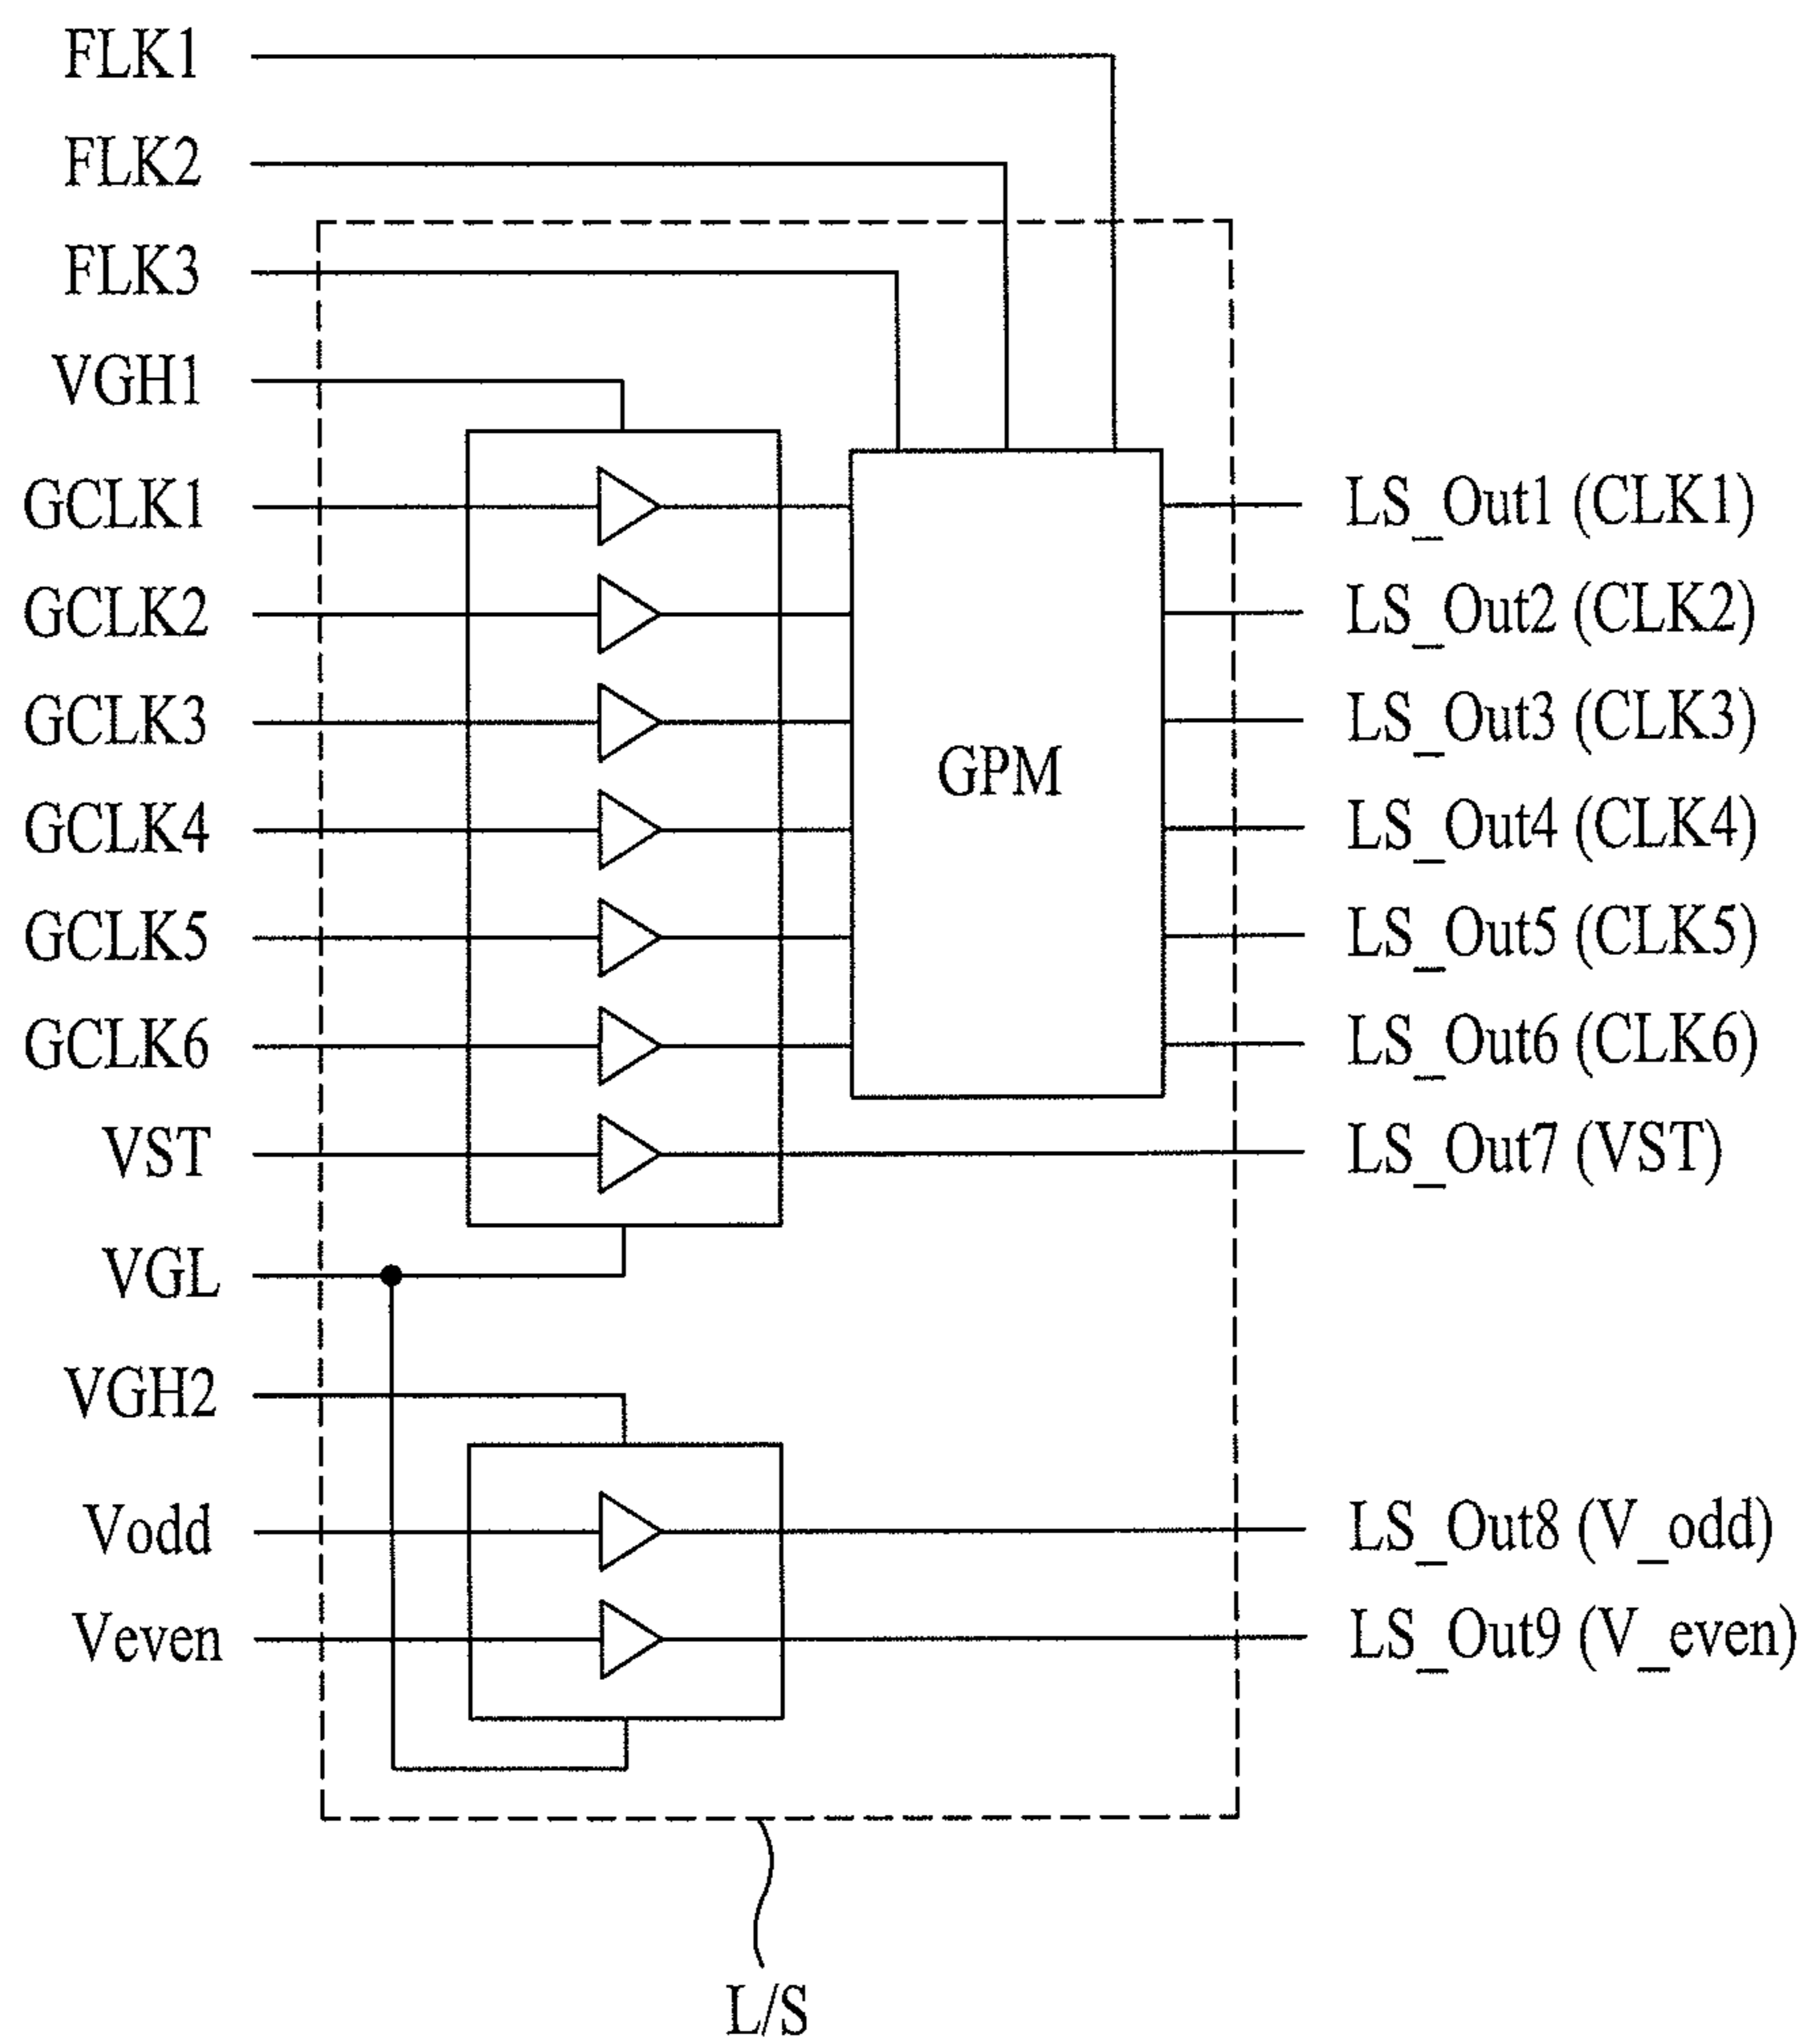 FLK1
FLK2
FLK3
VGH1
GCLK1
LS_Out1 (CLK1)
GCLK2
LS_Out2 (CLK2)
GCLK3
LS_Out3 (CLK3)
GPM
GCLK4
LS_Out4 (CLK4)
GCLK5
LS_Out5 (CLK5)
GCLK6
LS_Out6 (CLK6)
VST
LS_Out7 (VST)
VGL
VGH2
Vodd
LS_Out8 (V_odd)
Veven
LS_Out9 (V_even)
L/S